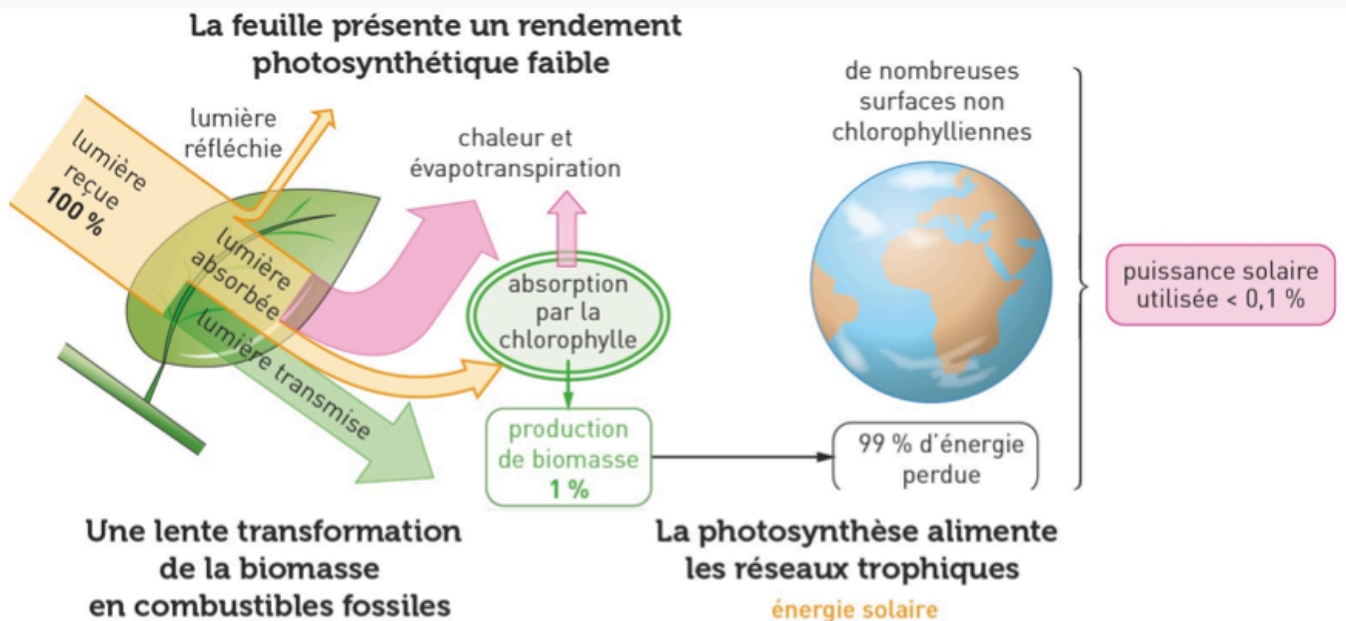 La feuille présente un rendement
photosynthétique faible
lumière
reçue
100 %
lumière
réfléchie
lumière
absorbée
lumière transmise
chaleur et
évapotranspiration
absorption
par la
chlorophylle
production
de biomasse
1 %
de nombreuses
surfaces non
chlorophylliennes
99 % d'énergie
perdue
puissance solaire
utilisée < 0,1 %
Une lente transformation
de la biomasse
en combustibles fossiles
La photosynthèse alimente
les réseaux trophiques
énergie solaire